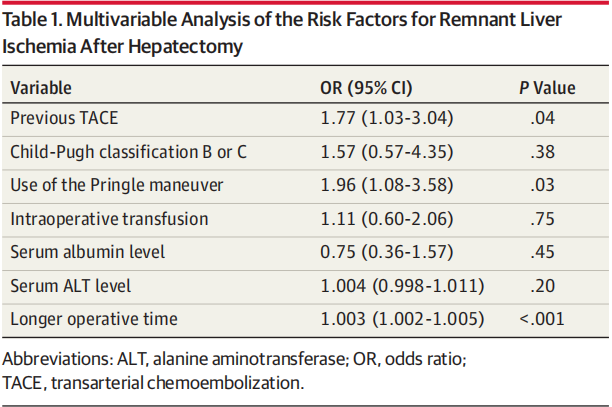 Table 1. Multivariable Analysis of the Risk Factors for Remnant Liver
Ischemia After Hepatectomy
Variable OR (95% CI) P Value
Previous TACE 1.77 (1.03-3.04) .04
Child-Pugh classification B or C 1.57 (0.57-4.35) .38
Use of the Pringle maneuver 1.96 (1.08-3.58) .03
Intraoperative transfusion 1.11 (0.60-2.06) .75
Serum albumin level 0.75 (0.36-1.57) .45
Serum ALT level 1.004 (0.998-1.011) .20
Longer operative time 1.003 (1.002-1.005) <.001
Abbreviations: ALT, alanine aminotransferase; OR, odds ratio;
TACE, transarterial chemoembolization.